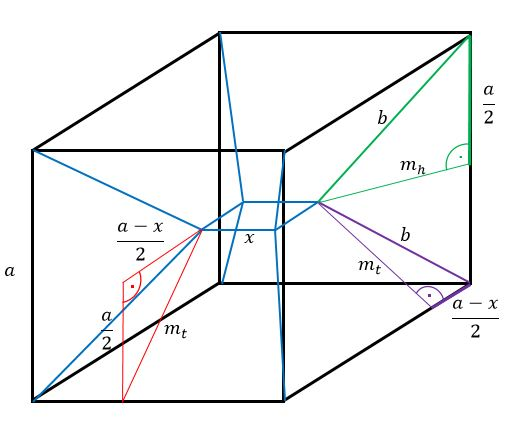 b
a/2
m_h
(a − x)/2
x
b
a
m_t
a/2
m_t
(a − x)/2